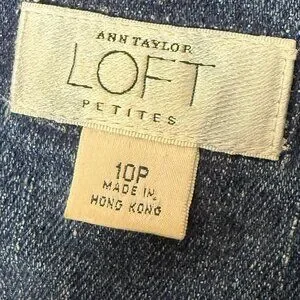 ANN TAYLOR
LOFT
PETITES
10P
MADE IN
HONG KONG